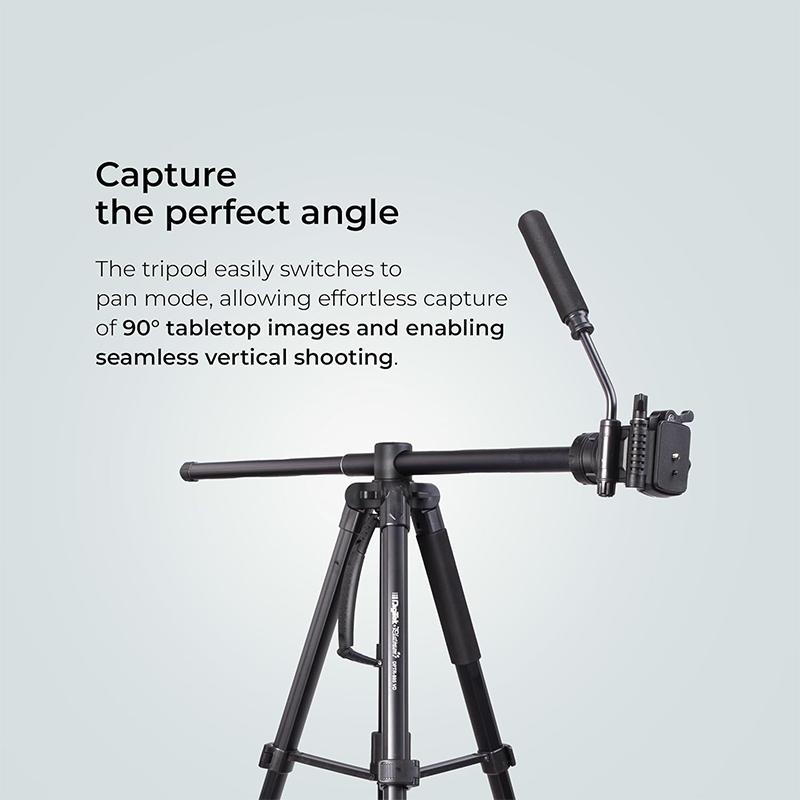 Capture
the perfect angle
The tripod easily switches to
pan mode, allowing effortless capture
of 90° tabletop images and enabling
seamless vertical shooting.
DigiTek
Platinum